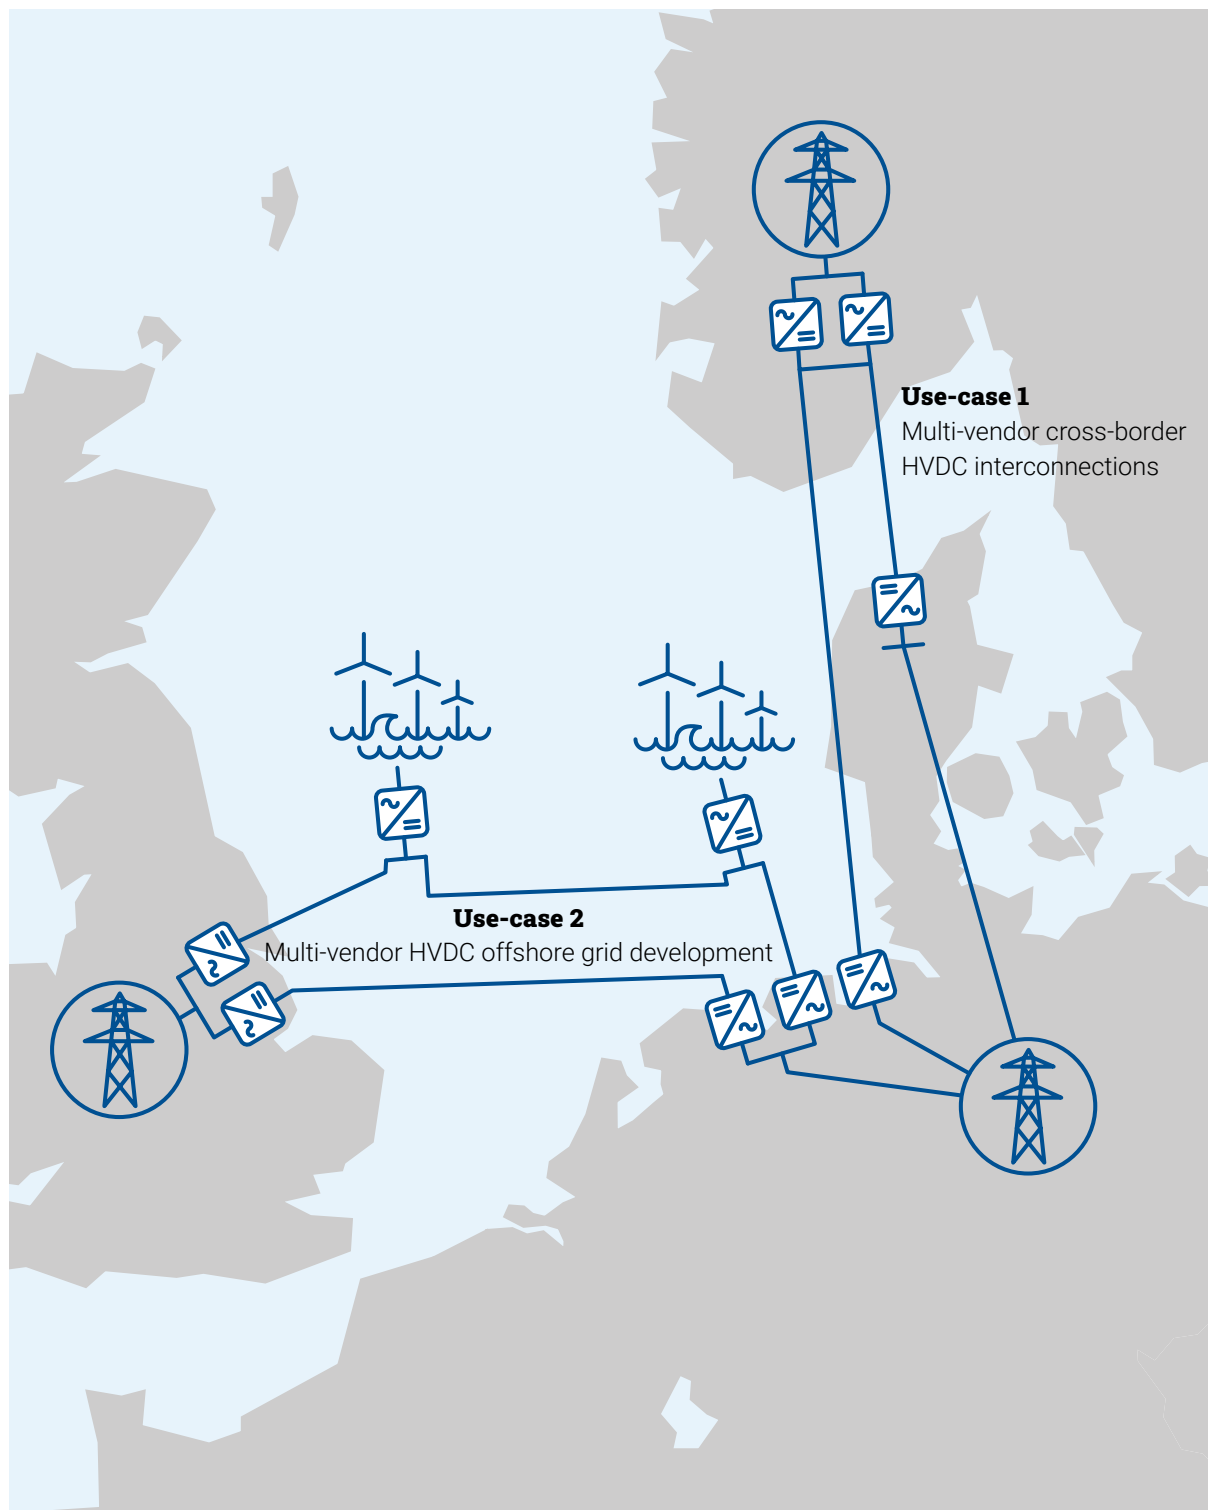 Use-case 1
Multi-vendor cross-border
HVDC interconnections
Use-case 2
Multi-vendor HVDC offshore grid development